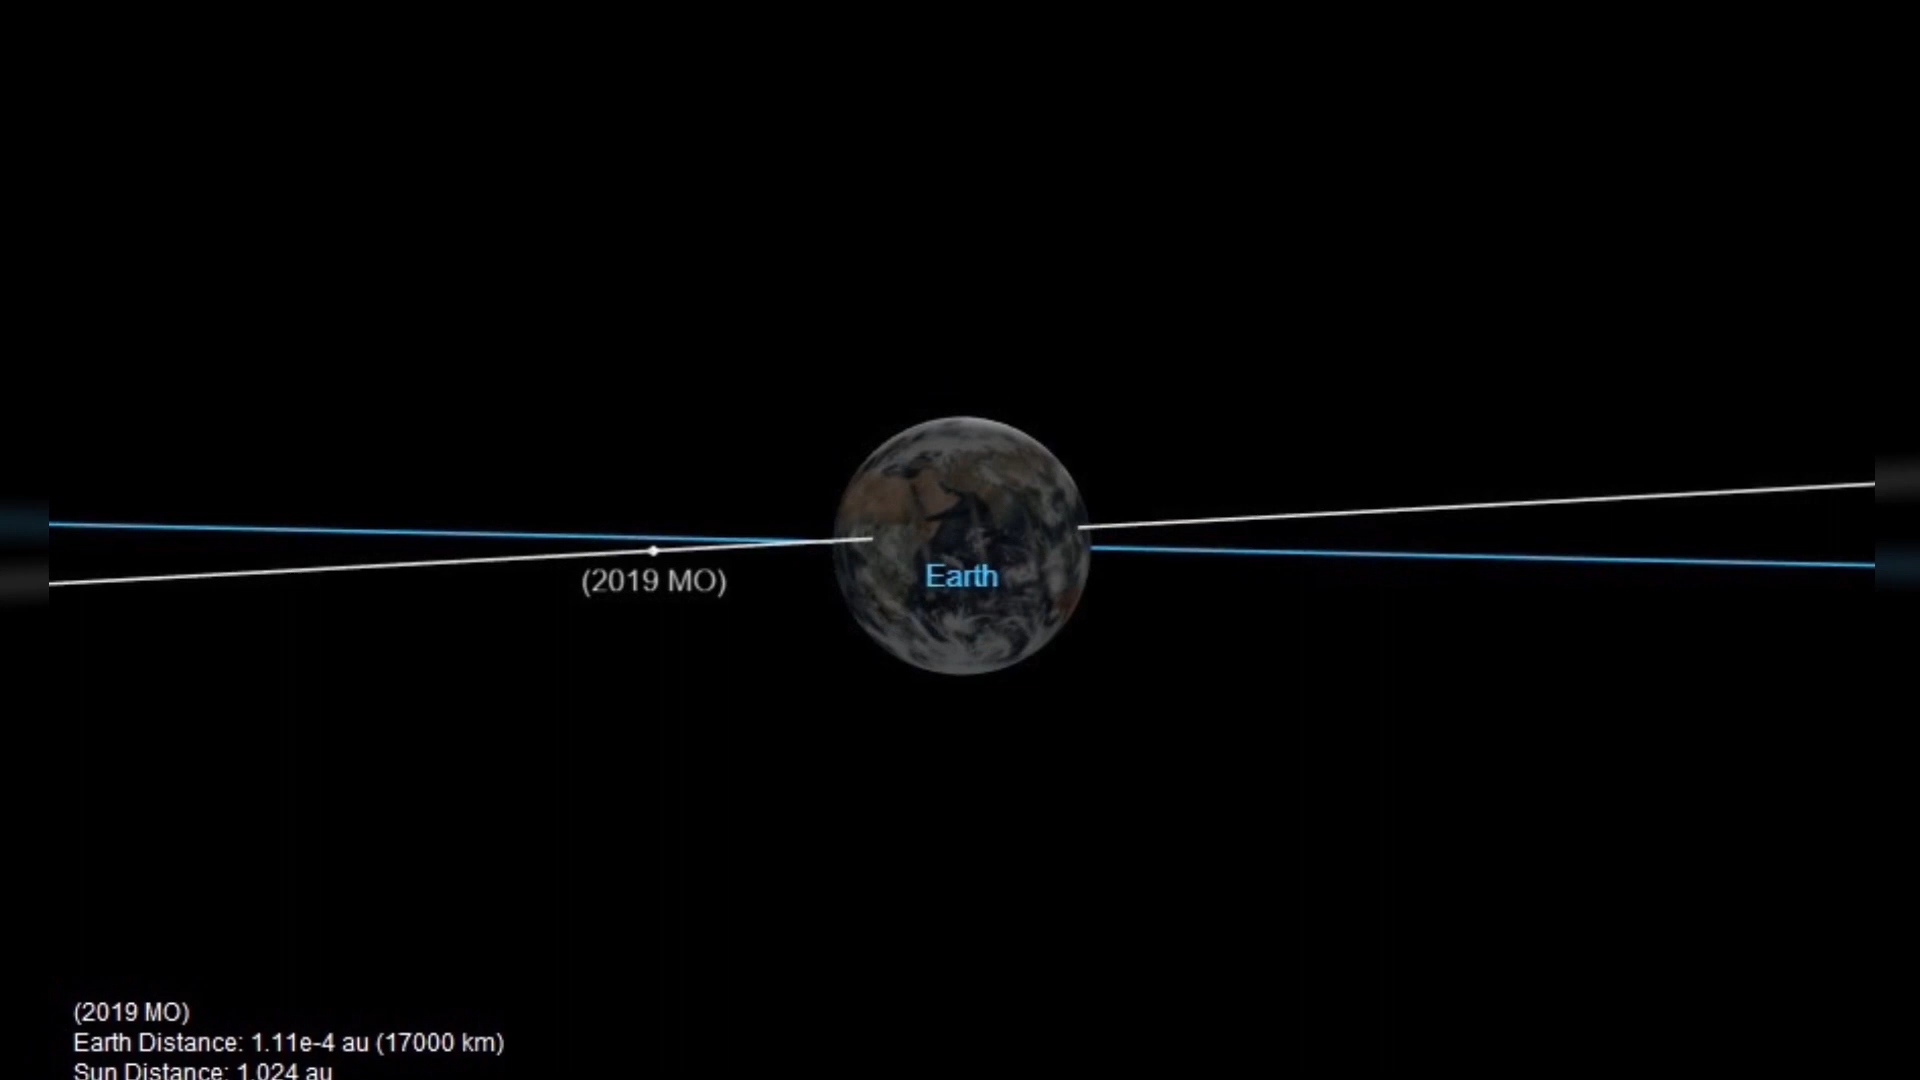 (2019 MO)
Earth
(2019 MO)
Earth Distance: 1.11e-4 au (17000 km)
Sun Distance: 1.024 au